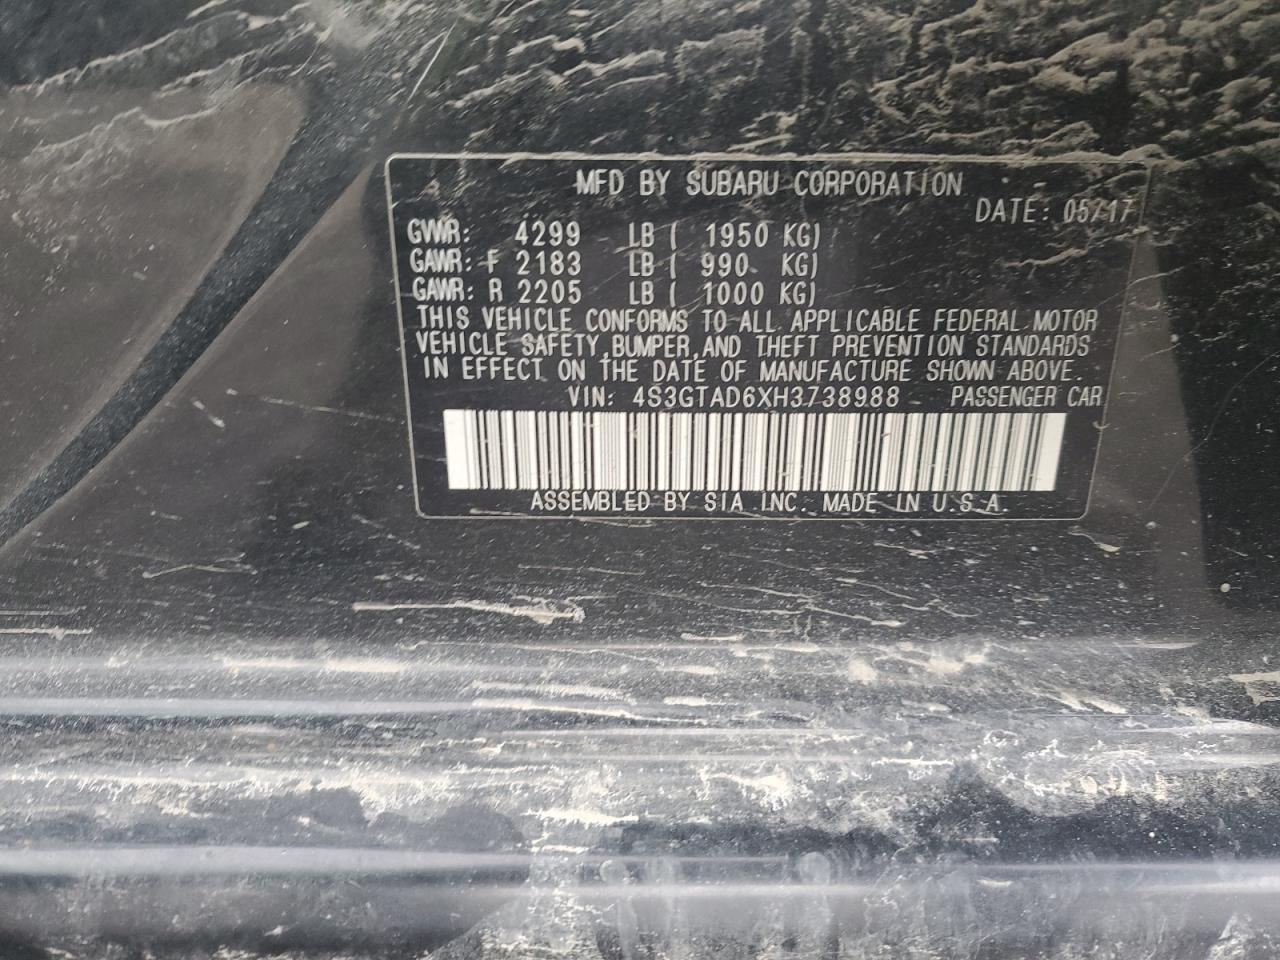 MFD BY SUBARU CORPORATION
DATE: 05/17
GVWR: 4299 LB ( 1950 KG)
GAWR: F 2183 LB ( 990 KG)
GAWR: R 2205 LB ( 1000 KG)
THIS VEHICLE CONFORMS TO ALL APPLICABLE FEDERAL MOTOR
VEHICLE SAFETY,BUMPER,AND THEFT PREVENTION STANDARDS
IN EFFECT ON THE DATE OF MANUFACTURE SHOWN ABOVE.
VIN: 4S3GTAD6XH3738988 PASSENGER CAR
ASSEMBLED BY SIA INC. MADE IN U.S.A.